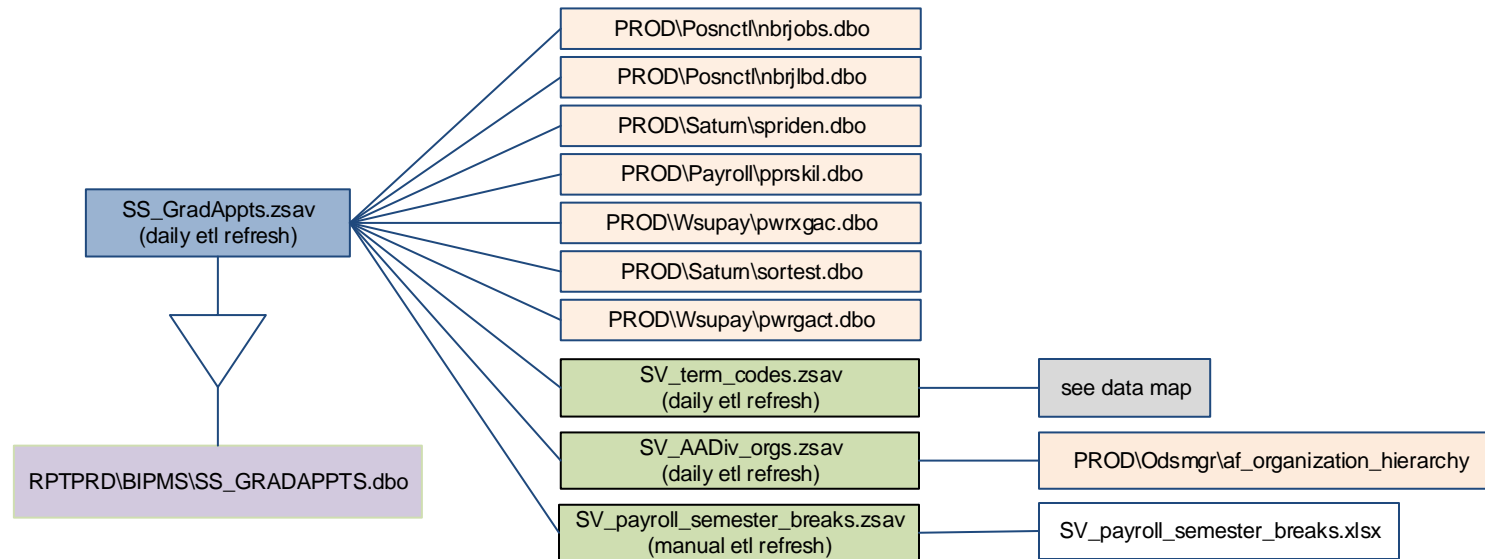 PROD\Posnctl\nbrjobs.dbo
PROD\Posnctl\nbrjlbd.dbo
PROD\Saturn\spriden.dbo
PROD\Payroll\pprskil.dbo
SS_GradAppts.zsav
(daily etl refresh)
PROD\Wsupay\pwrxgac.dbo
PROD\Saturn\sortest.dbo
PROD\Wsupay\pwrgact.dbo
SV_term_codes.zsav
(daily etl refresh)
see data map
SV_AADiv_orgs.zsav
(daily etl refresh)
PROD\Odsmgr\af_organization_hierarchy
RPTPRD\BIPMS\SS_GRADAPPTS.dbo
SV_payroll_semester_breaks.zsav
(manual etl refresh)
SV_payroll_semester_breaks.xlsx